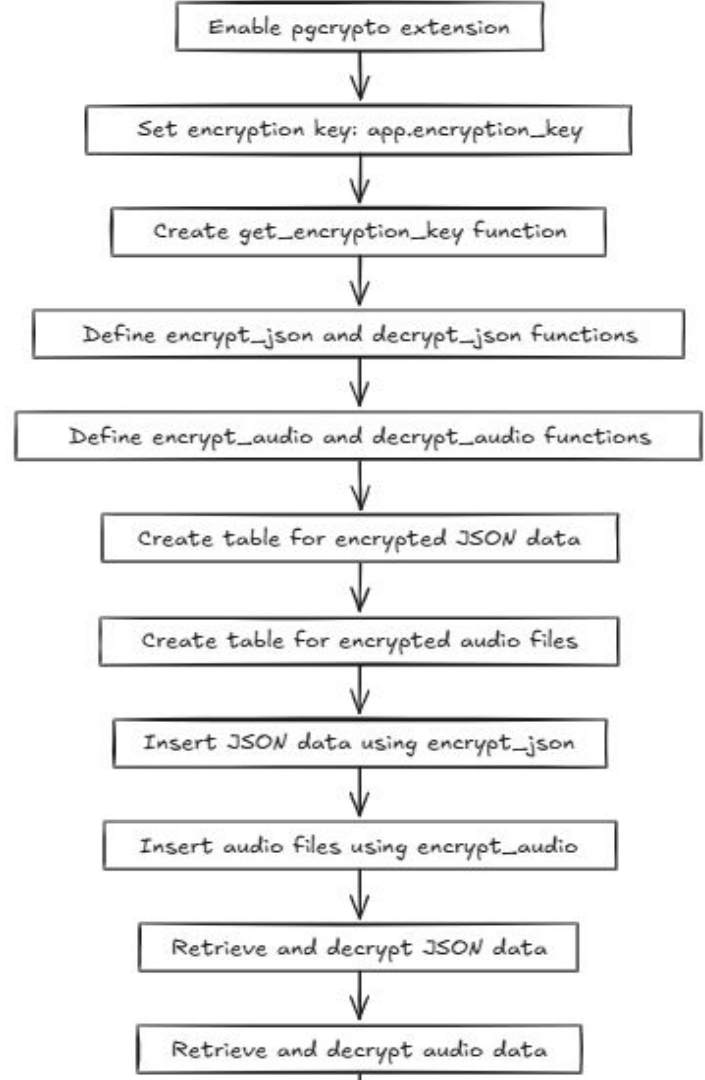 Enable pgcrypto extension
Set encryption key: app.encryption_key
Create get_encryption_key function
Define encrypt_json and decrypt_json functions
Define encrypt_audio and decrypt_audio functions
Create table for encrypted JSON data
Create table for encrypted audio files
Insert JSON data using encrypt_json
Insert audio files using encrypt_audio
Retrieve and decrypt JSON data
Retrieve and decrypt audio data